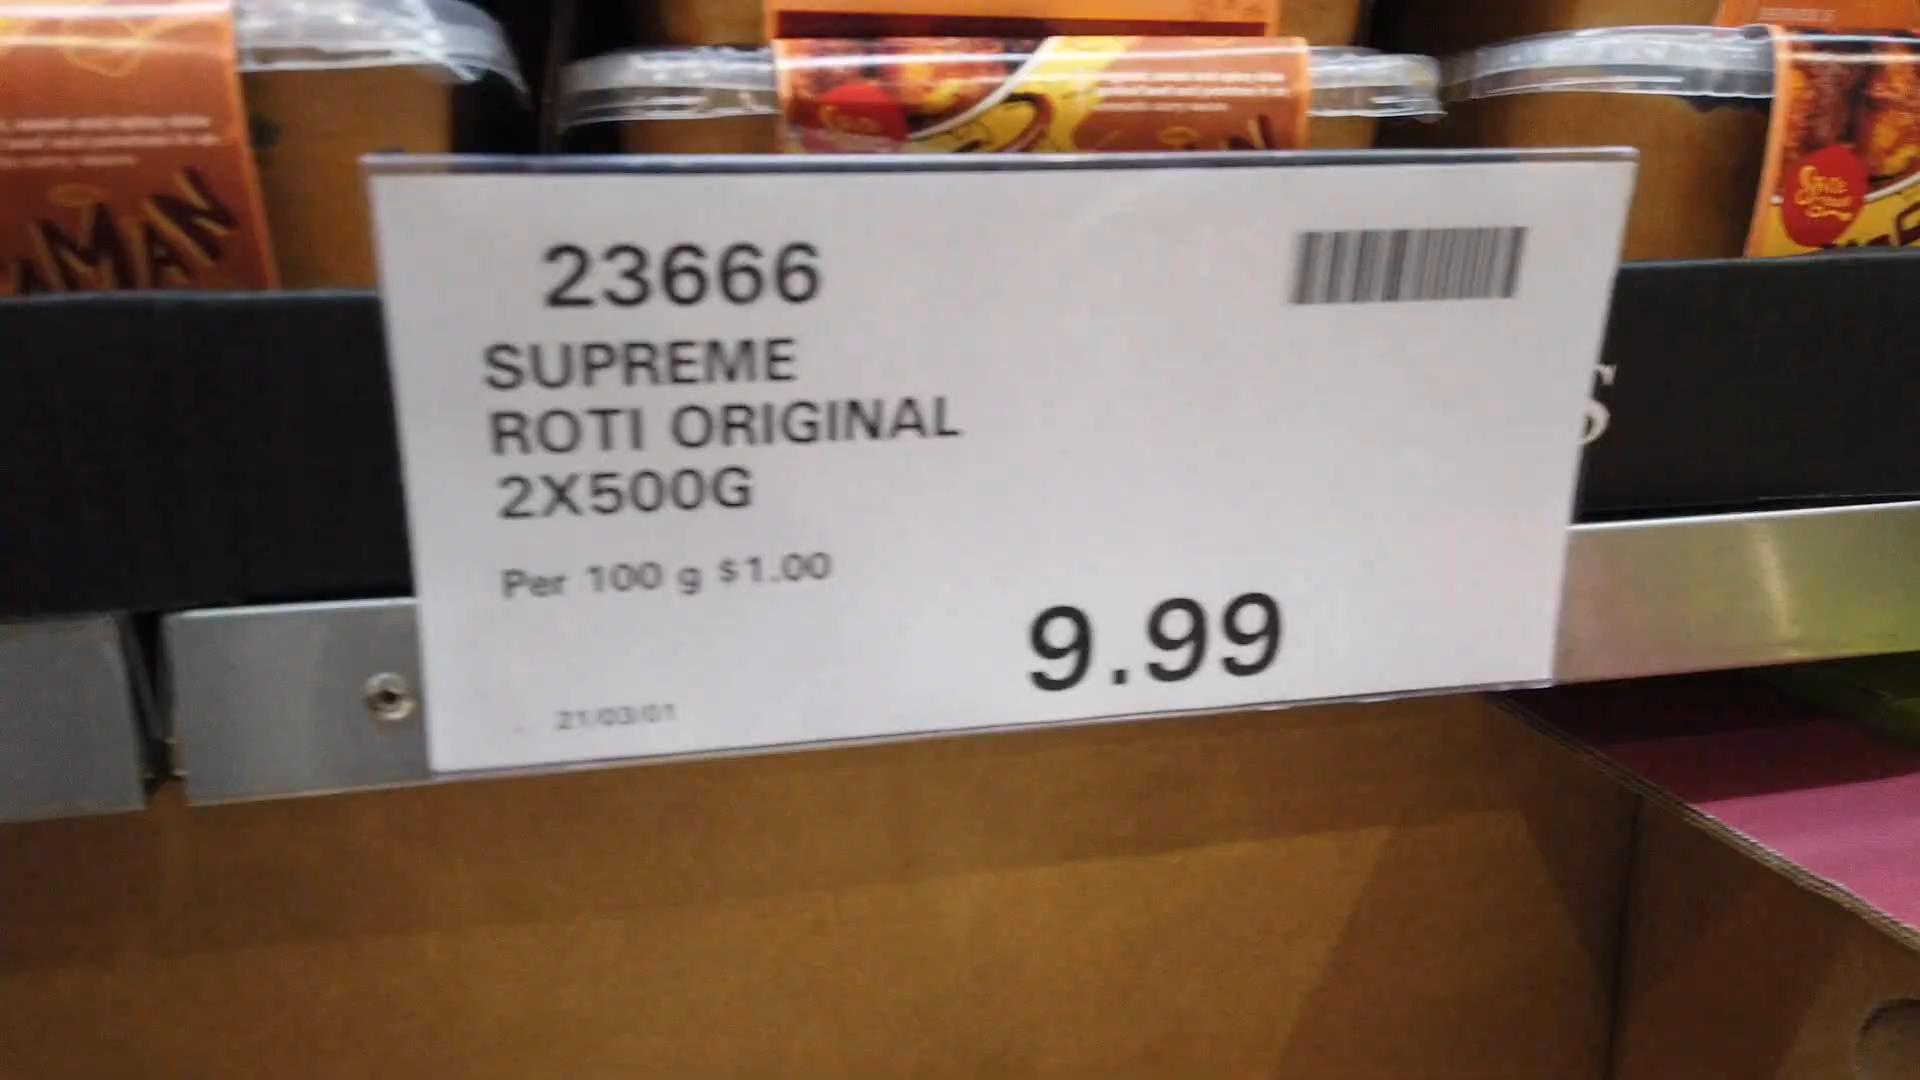 23666
SUPREME
ROTI ORIGINAL
2X500G
Per 100 g $1.00
9.99
21/03/01